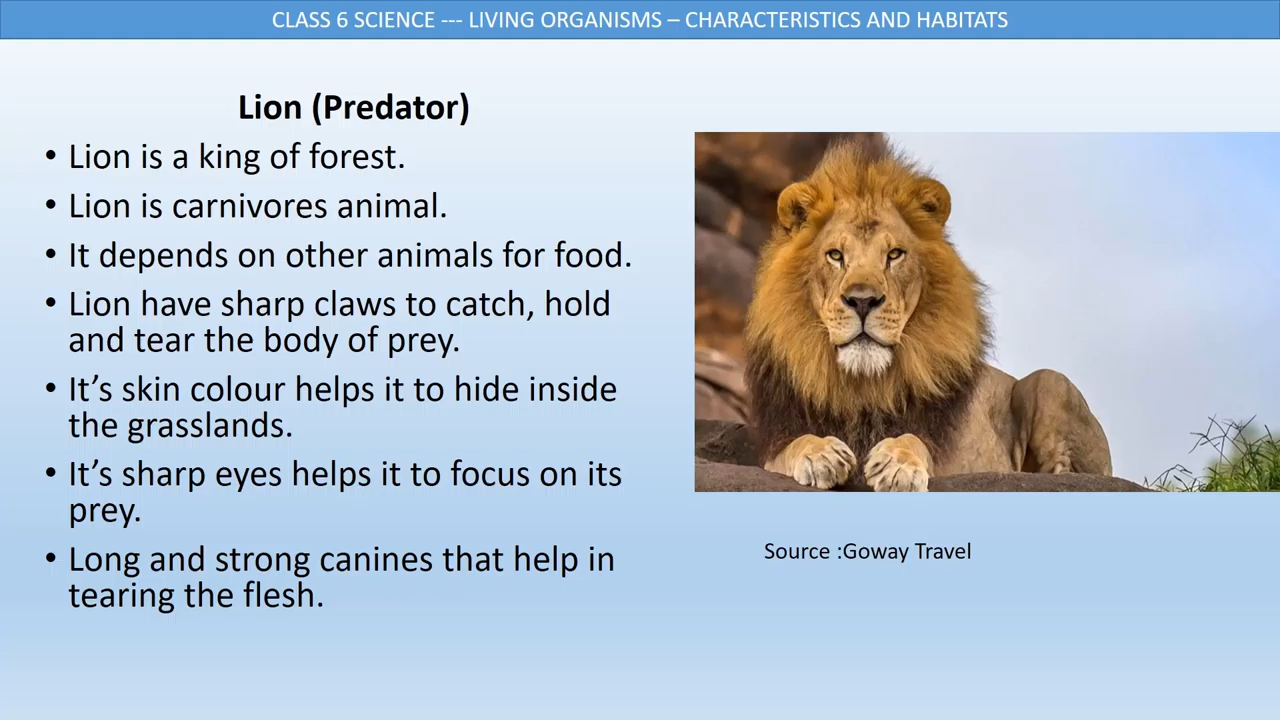 CLASS 6 SCIENCE --- LIVING ORGANISMS – CHARACTERISTICS AND HABITATS
Lion (Predator)
• Lion is a king of forest.
• Lion is carnivores animal.
• It depends on other animals for food.
• Lion have sharp claws to catch, hold
and tear the body of prey.
• It’s skin colour helps it to hide inside
the grasslands.
• It’s sharp eyes helps it to focus on its
prey.
• Long and strong canines that help in
tearing the flesh.
Source :Goway Travel